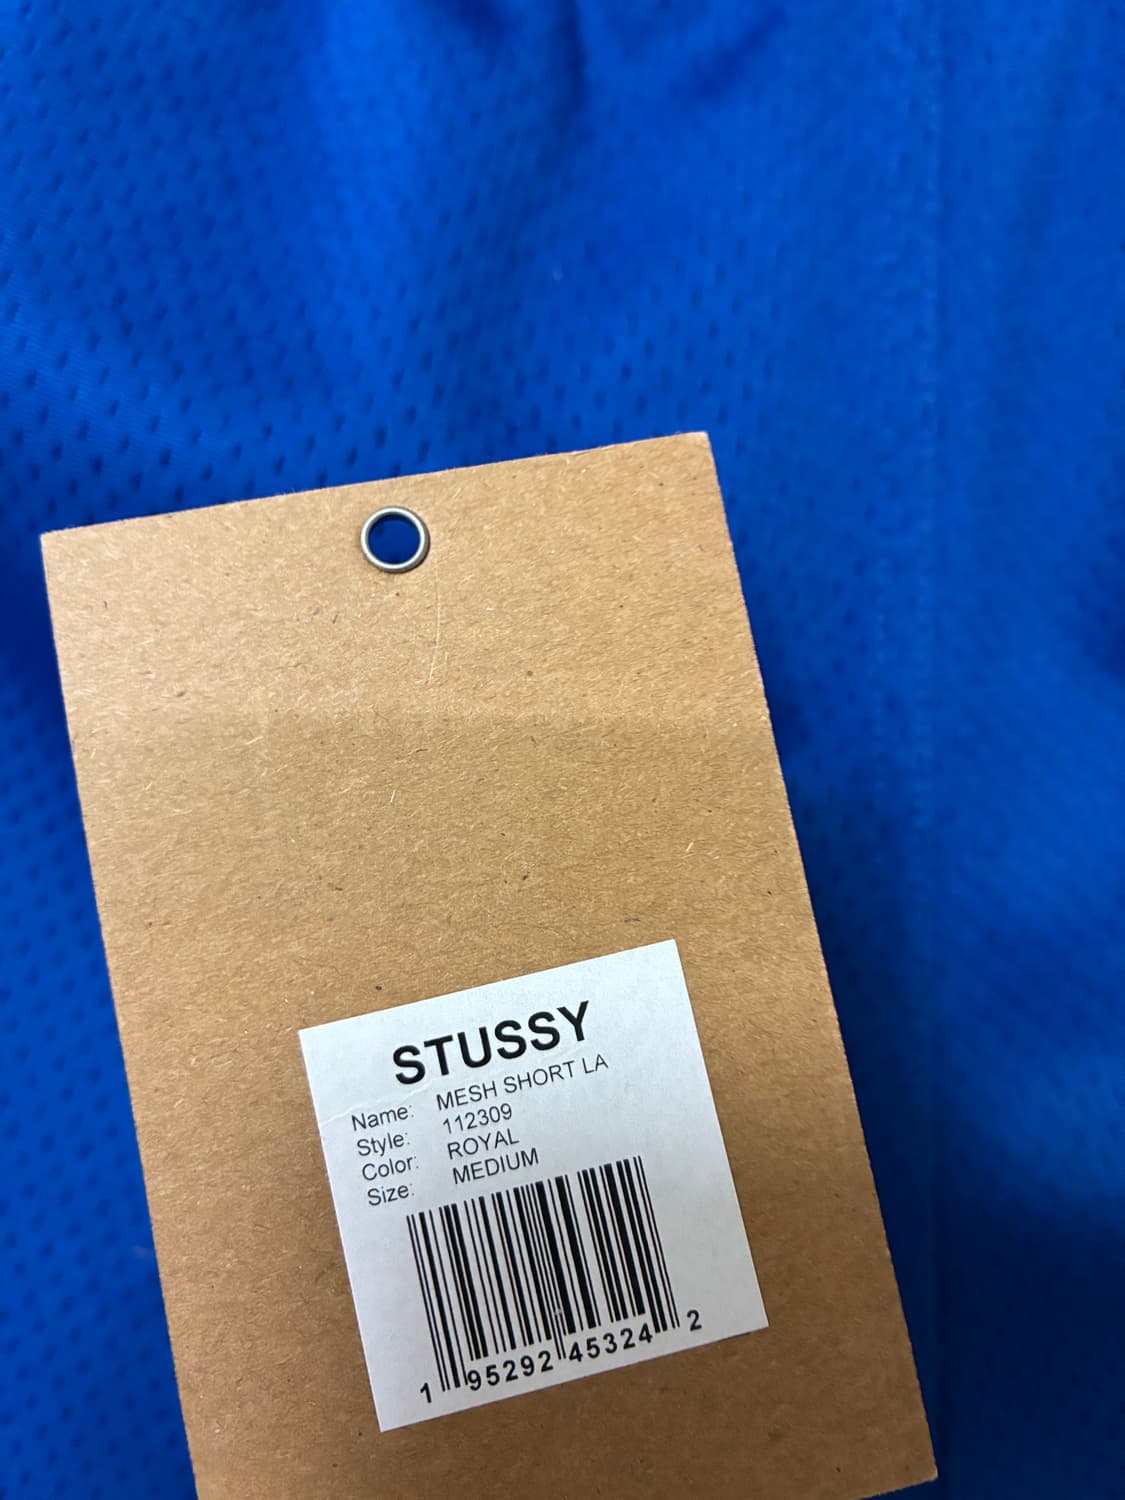 STUSSY
Name: MESH SHORT LA
Style: 112309
Color: ROYAL
Size: MEDIUM
1 95292 45324 2